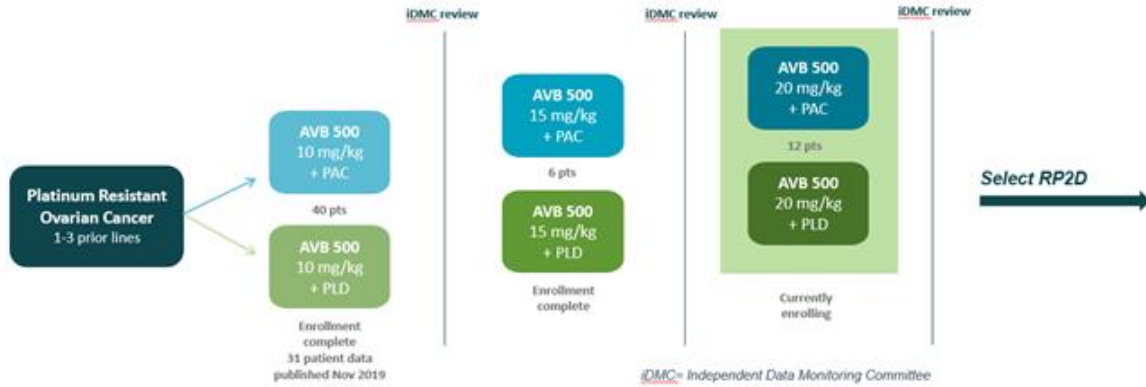 iDMC review
iDMC review
iDMC review
Platinum Resistant
Ovarian Cancer
1-3 prior lines
AVB 500
10 mg/kg
+ PAC
40 pts
AVB 500
10 mg/kg
+ PLD
Enrollment
complete
31 patient data
published Nov 2019
AVB 500
15 mg/kg
+ PAC
6 pts
AVB 500
15 mg/kg
+ PLD
Enrollment
complete
AVB 500
20 mg/kg
+ PAC
12 pts
AVB 500
20 mg/kg
+ PLD
Currently
enrolling
Select RP2D
iDMC= Independent Data Monitoring Committee